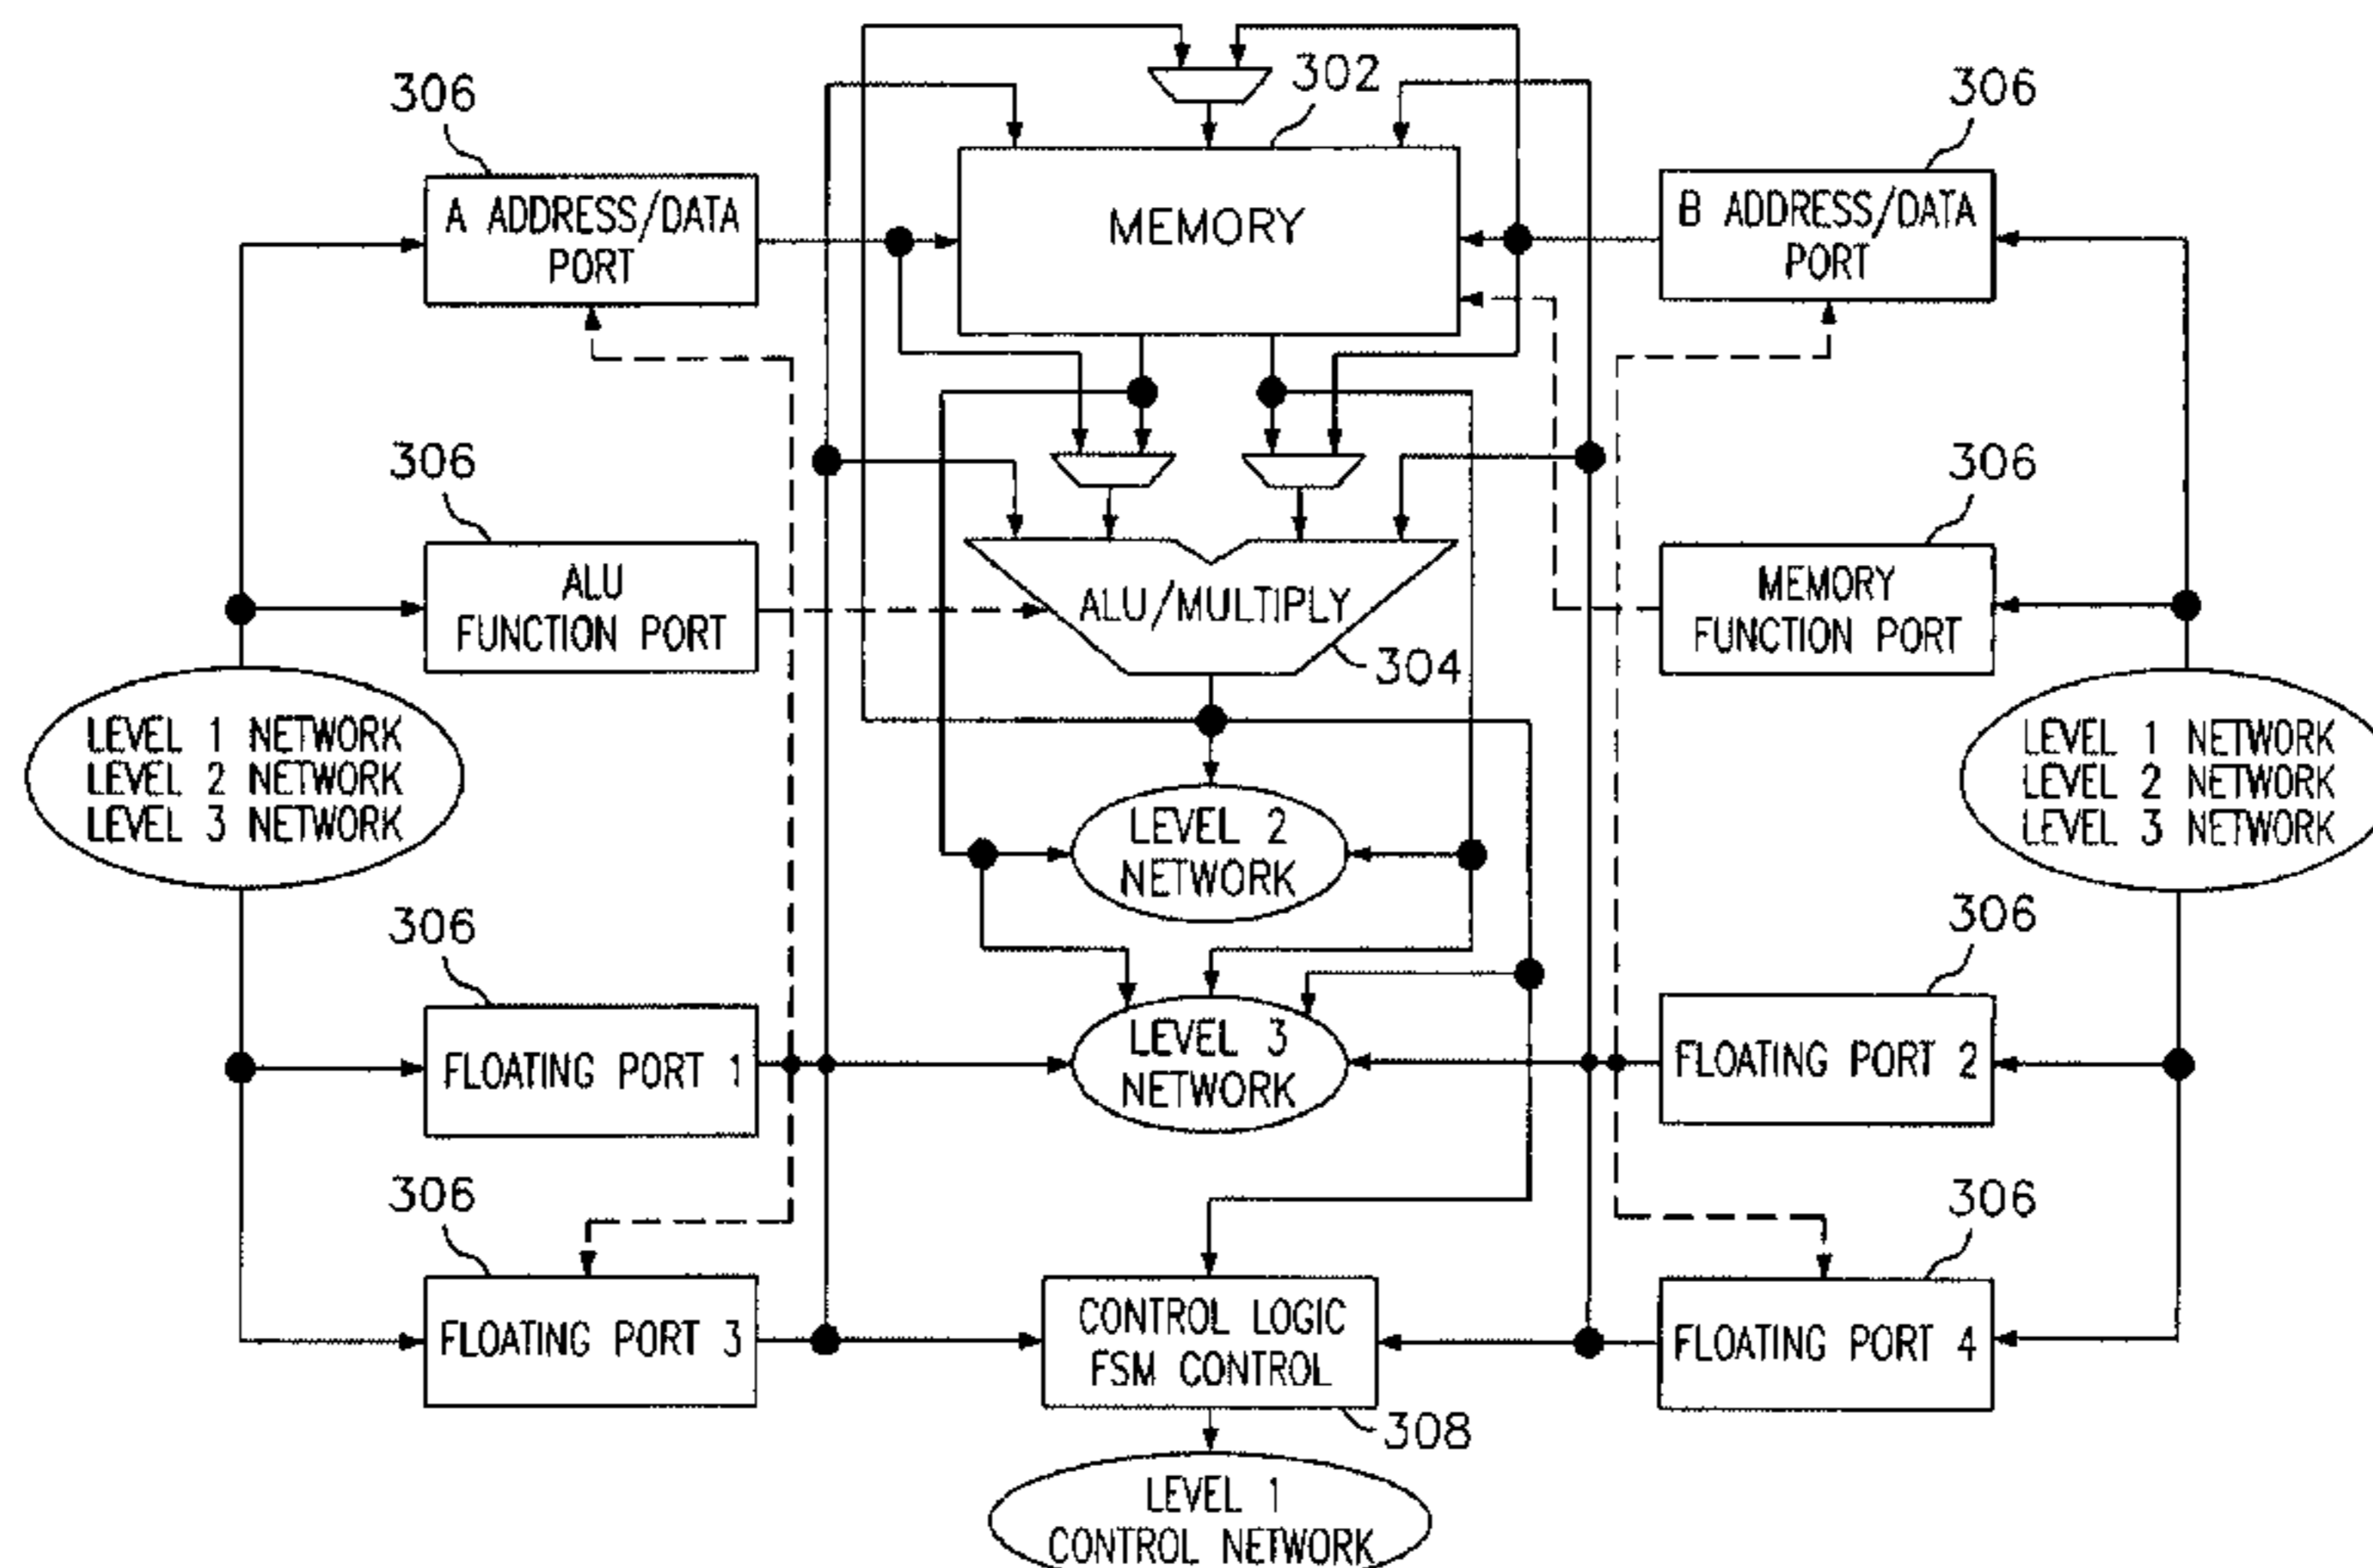 302
306
306
A ADDRESS/DATA
PORT
MEMORY
B ADDRESS/DATA
PORT
306
306
ALU
FUNCTION PORT
ALU/MULTIPLY
MEMORY
FUNCTION PORT
304
LEVEL 1 NETWORK
LEVEL 2 NETWORK
LEVEL 3 NETWORK
LEVEL 1 NETWORK
LEVEL 2 NETWORK
LEVEL 3 NETWORK
LEVEL 2
NETWORK
306
306
FLOATING PORT 1
LEVEL 3
NETWORK
FLOATING PORT 2
306
306
FLOATING PORT 3
CONTROL LOGIC
FSM CONTROL
FLOATING PORT 4
308
LEVEL 1
CONTROL NETWORK